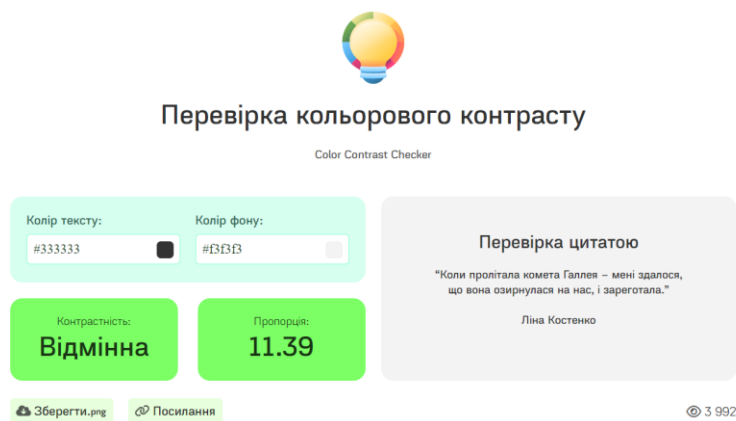 Перевірка кольорового контрасту
Color Contrast Checker
Колір тексту:
#333333
Колір фону:
#f3f3f3
Контрастність:
Відмінна
Пропорція:
11.39
Перевірка цитатою
“Коли пролітала комета Галлея – мені здалося,
що вона озирнулася на нас, і зареготала.”
Ліна Костенко
Зберегти.png
Посилання
3 992